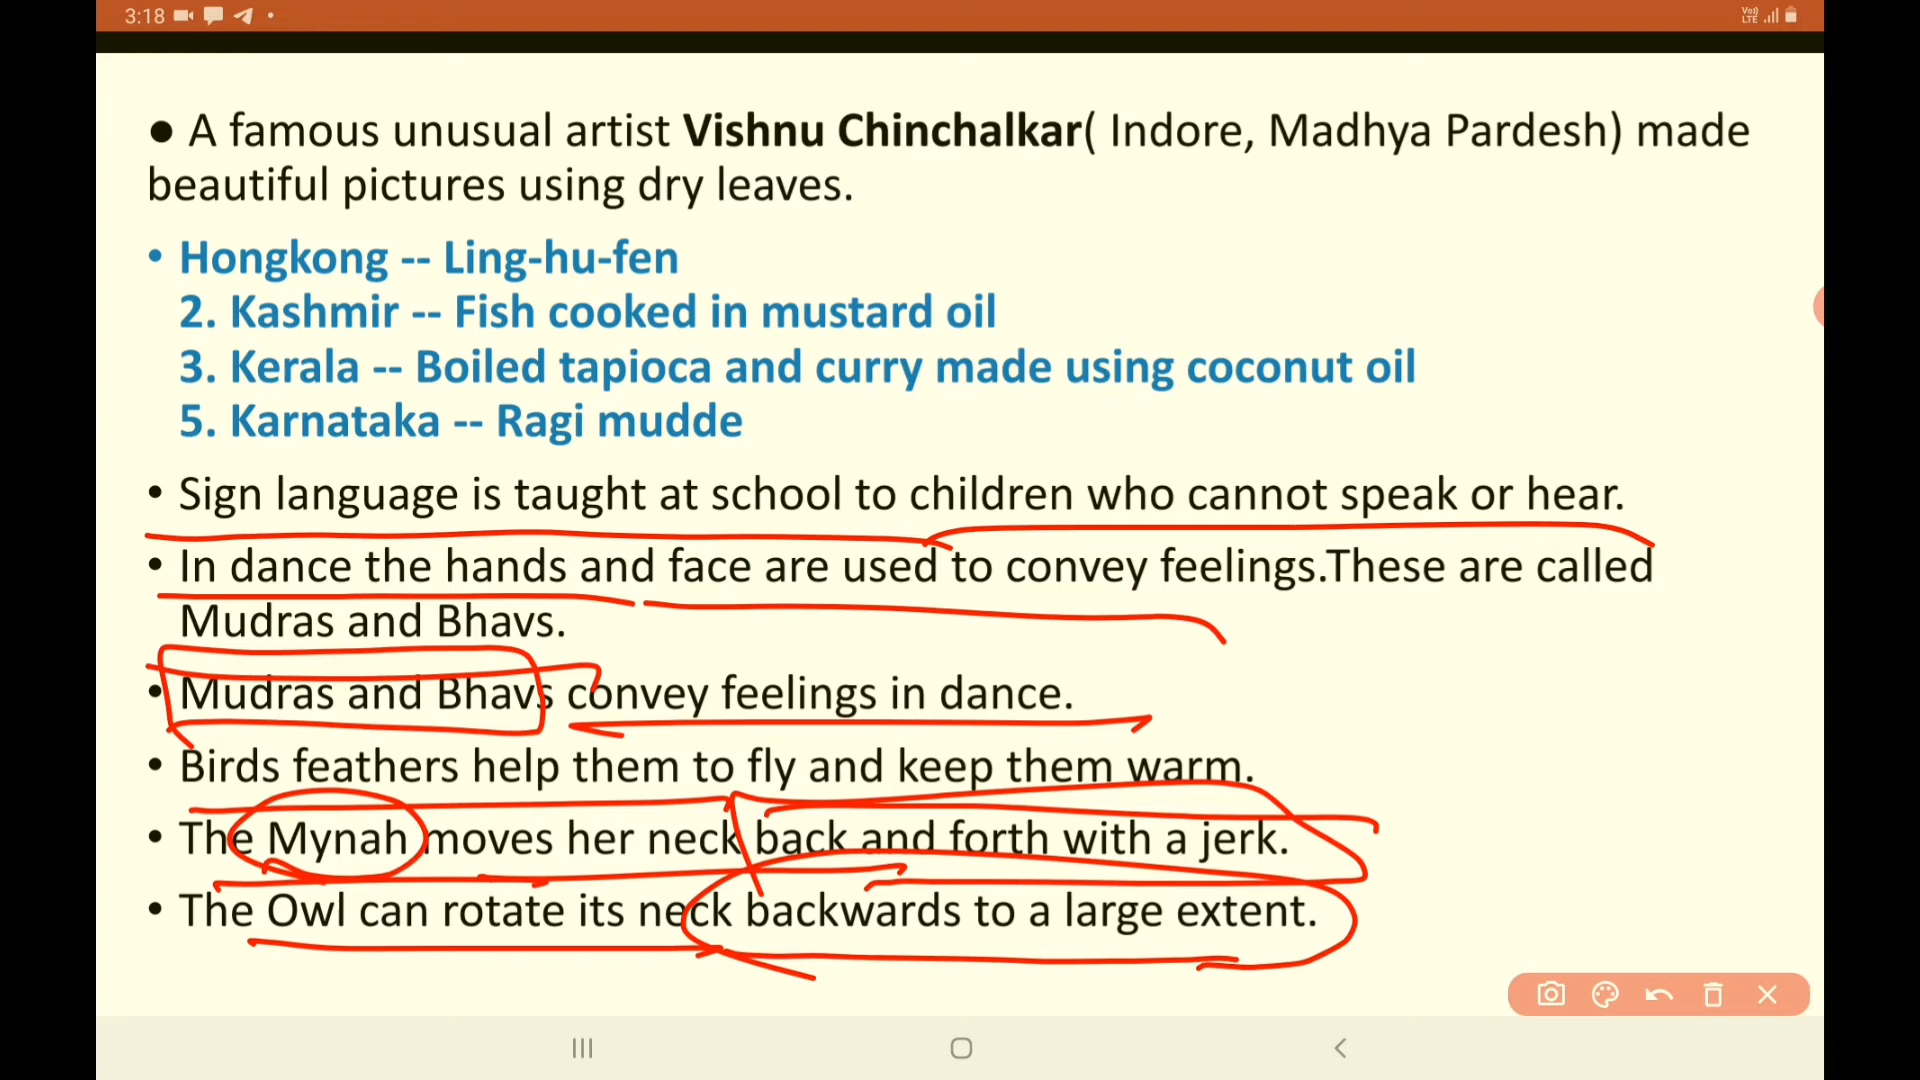 3:18
Vo)) LTE
● A famous unusual artist Vishnu Chinchalkar( Indore, Madhya Pardesh) made
beautiful pictures using dry leaves.
• Hongkong -- Ling-hu-fen
2. Kashmir -- Fish cooked in mustard oil
3. Kerala -- Boiled tapioca and curry made using coconut oil
5. Karnataka -- Ragi mudde
• Sign language is taught at school to children who cannot speak or hear.
• In dance the hands and face are used to convey feelings.These are called
Mudras and Bhavs.
• Mudras and Bhavs convey feelings in dance.
• Birds feathers help them to fly and keep them warm.
• The Mynah moves her neck back and forth with a jerk.
• The Owl can rotate its neck backwards to a large extent.